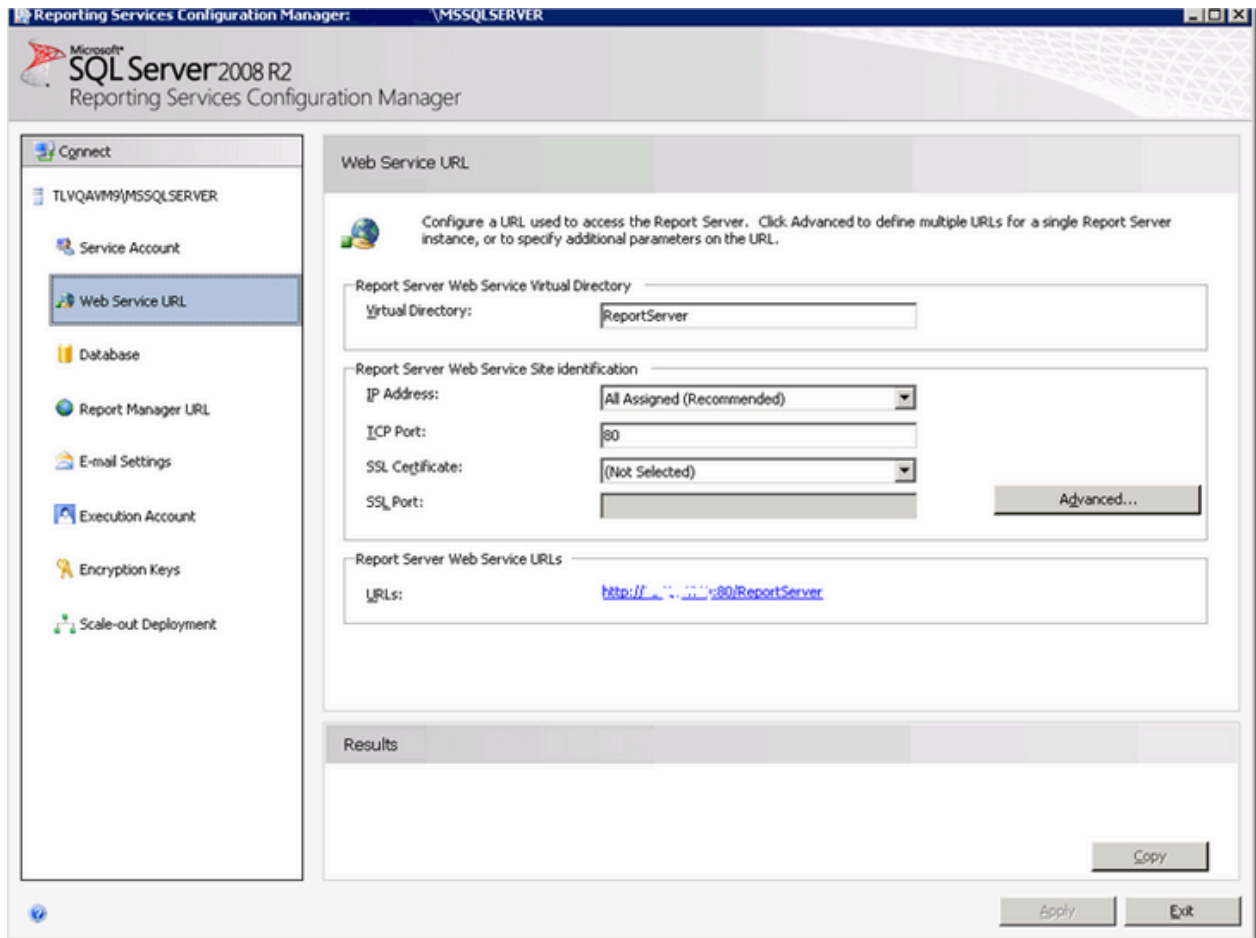 Reporting Services Configuration Manager: \MSSQLSERVER
Microsoft®
SQL Server 2008 R2
Reporting Services Configuration Manager
Connect
TLVQAVM9\MSSQLSERVER
Service Account
Web Service URL
Database
Report Manager URL
E-mail Settings
Execution Account
Encryption Keys
Scale-out Deployment
Web Service URL
Configure a URL used to access the Report Server. Click Advanced to define multiple URLs for a single Report Server
instance, or to specify additional parameters on the URL.
Report Server Web Service Virtual Directory
Virtual Directory:
ReportServer
Report Server Web Service Site identification
IP Address:
All Assigned (Recommended)
TCP Port:
80
SSL Certificate:
(Not Selected)
SSL Port:
Advanced...
Report Server Web Service URLs
URLs:
http:// :80/ReportServer
Results
Copy
Apply
Exit